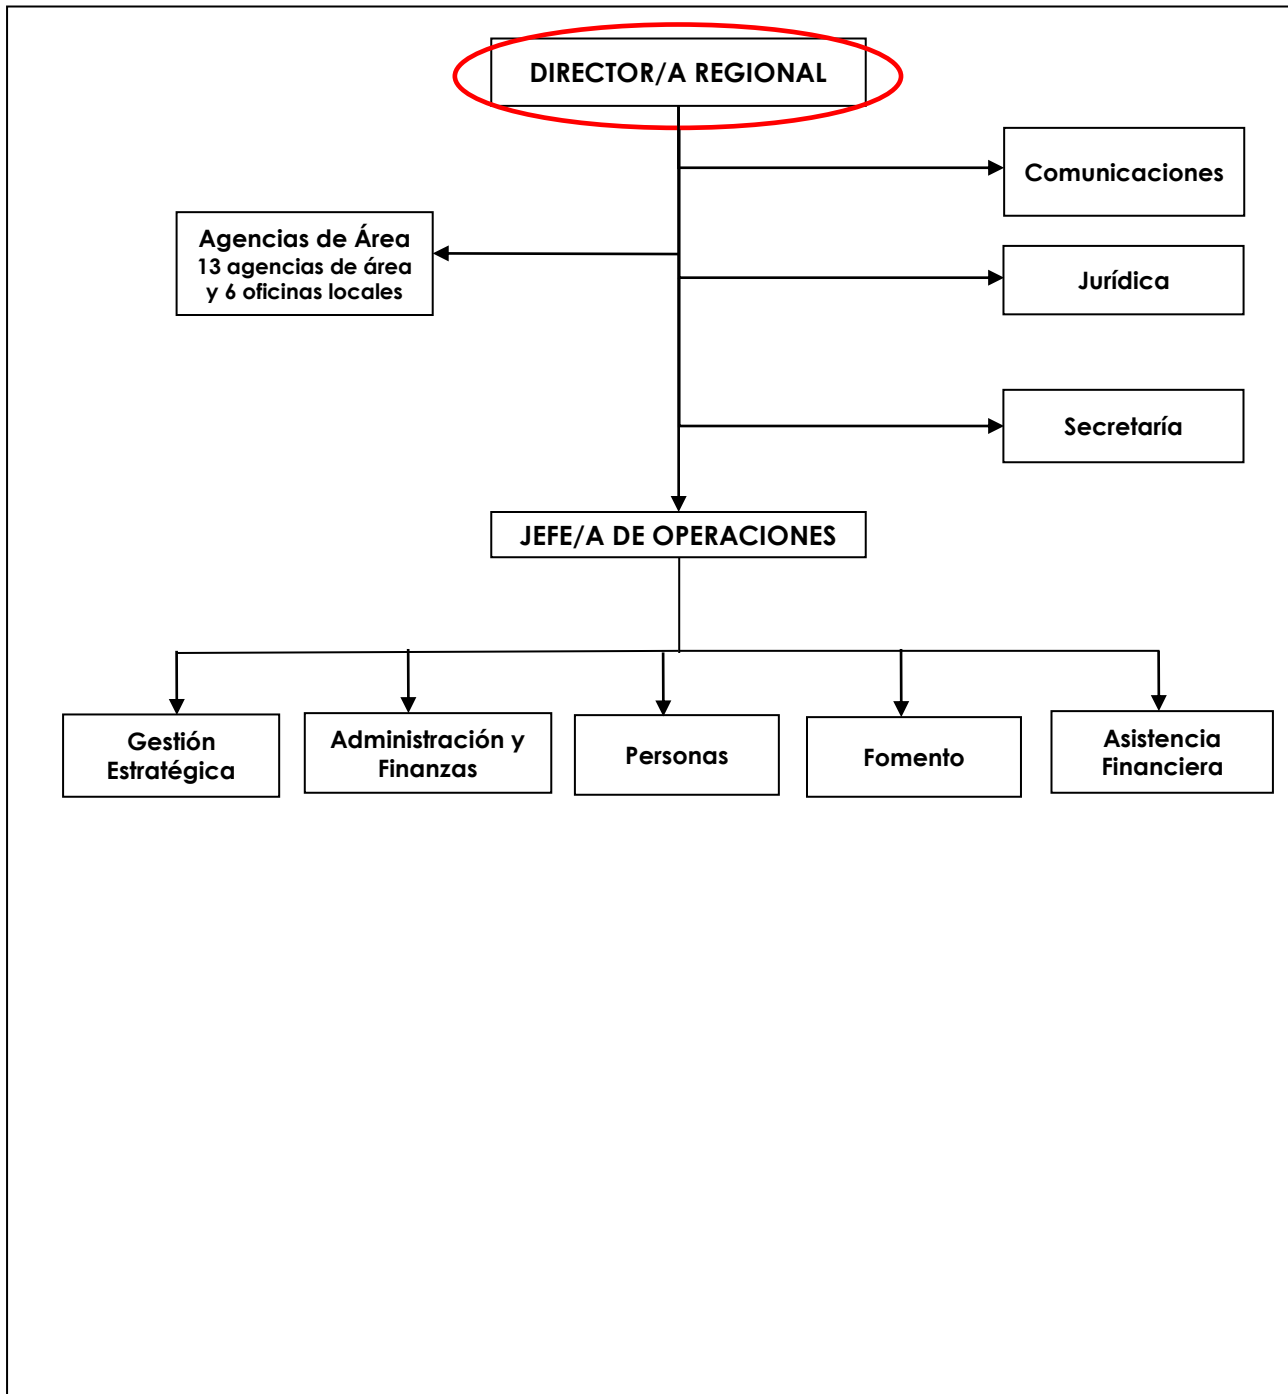 DIRECTOR/A REGIONAL
Comunicaciones
Agencias de Área
13 agencias de área
y 6 oficinas locales
Jurídica
Secretaría
JEFE/A DE OPERACIONES
Gestión
Estratégica
Administración y
Finanzas
Personas
Fomento
Asistencia
Financiera